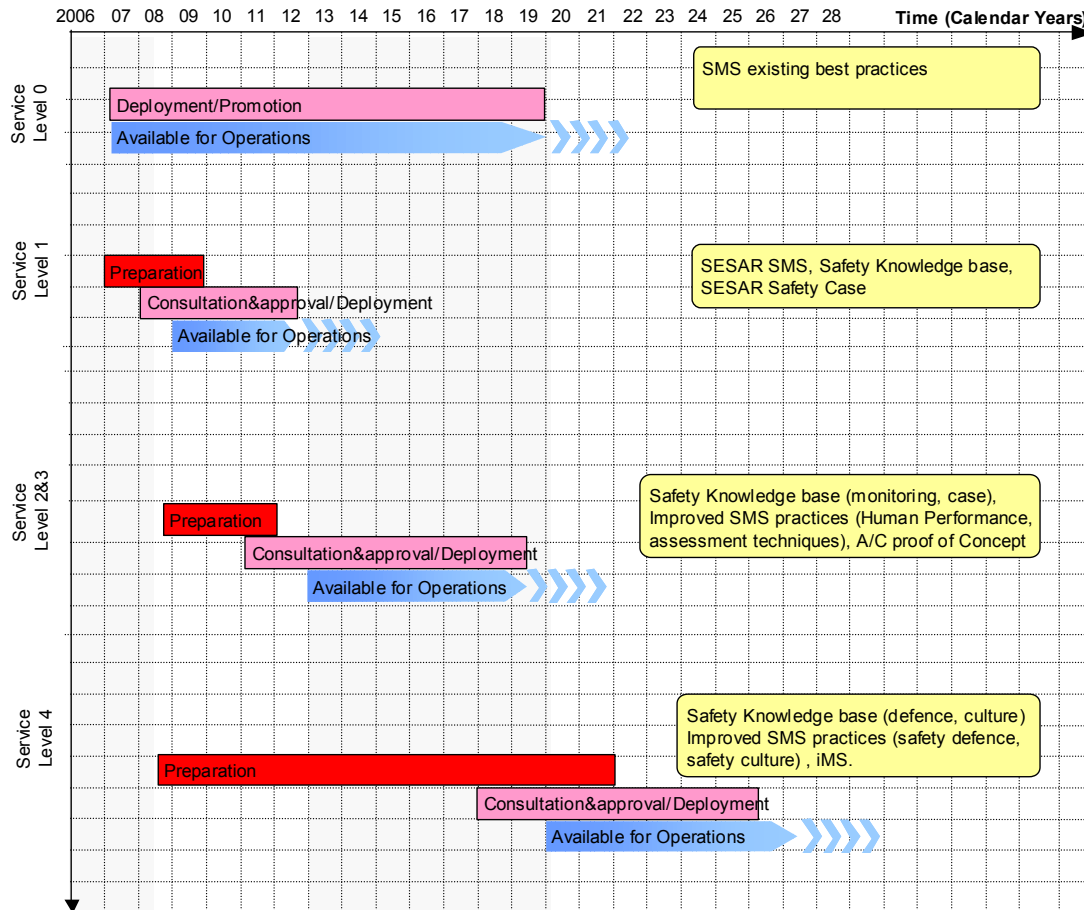 2006 07 08 09 10 11 12 13 14 15 16 17 18 19 20 21 22 23 24 25 26 27 28 Time (Calendar Years)
Service
Level 0
SMS existing best practices
Deployment/Promotion
Available for Operations
Service
Level 1
Preparation
SESAR SMS, Safety Knowledge base,
SESAR Safety Case
Consultation&approval/Deployment
Available for Operations
Service
Level 2&3
Safety Knowledge base (monitoring, case),
Improved SMS practices (Human Performance,
assessment techniques), A/C proof of Concept
Preparation
Consultation&approval/Deployment
Available for Operations
Service
Level 4
Safety Knowledge base (defence, culture)
Improved SMS practices (safety defence,
safety culture) , iMS.
Preparation
Consultation&approval/Deployment
Available for Operations